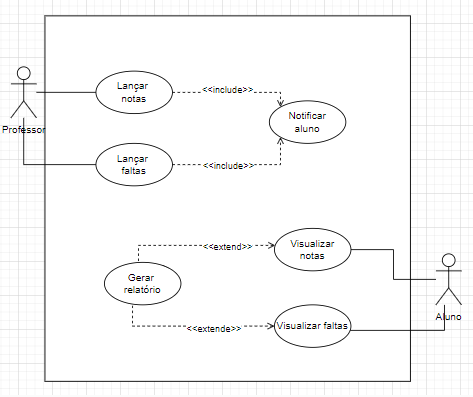 Lançar
notas
<<include>>
Notificar
aluno
Professor
Lançar
faltas
<<include>>
Visualizar
notas
<<extend>>
Gerar
relatório
Aluno
<<extende>>
Visualizar faltas